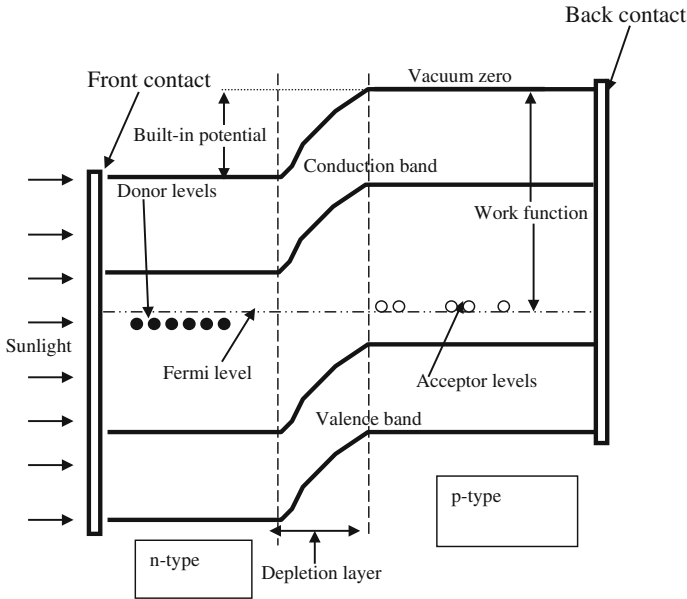 Back contact
Front contact
Vacuum zero
Built-in potential
Conduction band
Donor levels
Work function
Sunlight
Fermi level
Acceptor levels
Valence band
p-type
n-type
Depletion layer